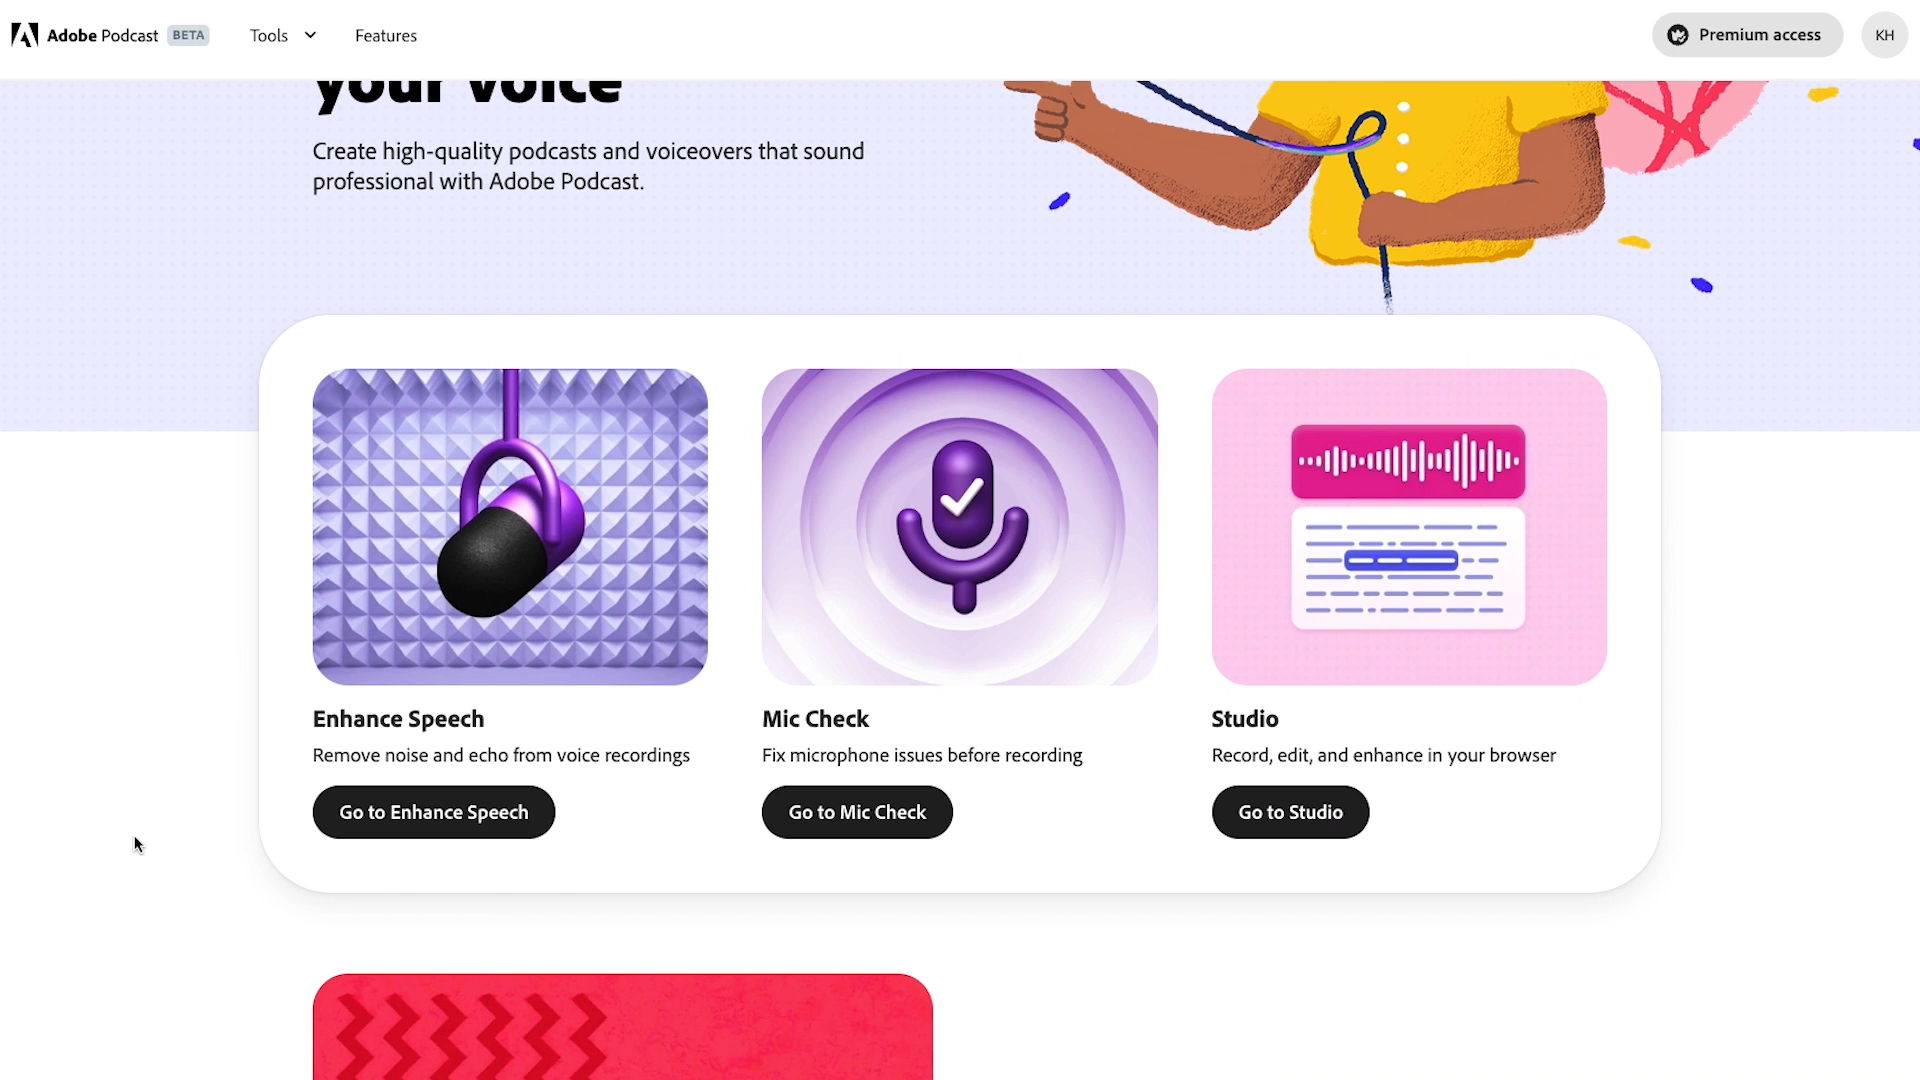 Adobe Podcast BETA Tools Features Premium access KH
your voice
Create high-quality podcasts and voiceovers that sound
professional with Adobe Podcast.
Enhance Speech
Remove noise and echo from voice recordings
Go to Enhance Speech
Mic Check
Fix microphone issues before recording
Go to Mic Check
Studio
Record, edit, and enhance in your browser
Go to Studio